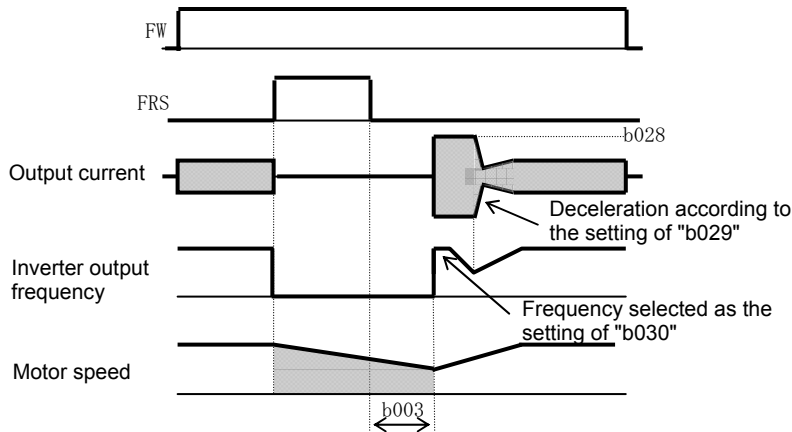 FW
FRS
b028
Output current
Deceleration according to
the setting of "b029"
Inverter output
frequency
Frequency selected as the
setting of "b030"
Motor speed
b003